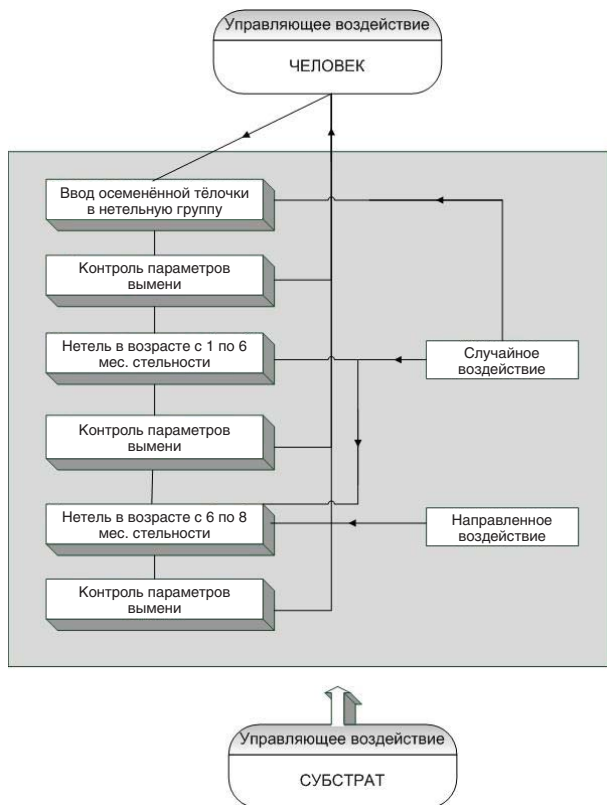 Управляющее воздействие
ЧЕЛОВЕК
Ввод осеменённой тёлочки
в нетельную группу
Контроль параметров
вымени
Нетель в возрасте с 1 по 6
мес. стельности
Случайное
воздействие
Контроль параметров
вымени
Нетель в возрасте с 6 по 8
мес. стельности
Направленное
воздействие
Контроль параметров
вымени
Управляющее воздействие
СУБСТРАТ